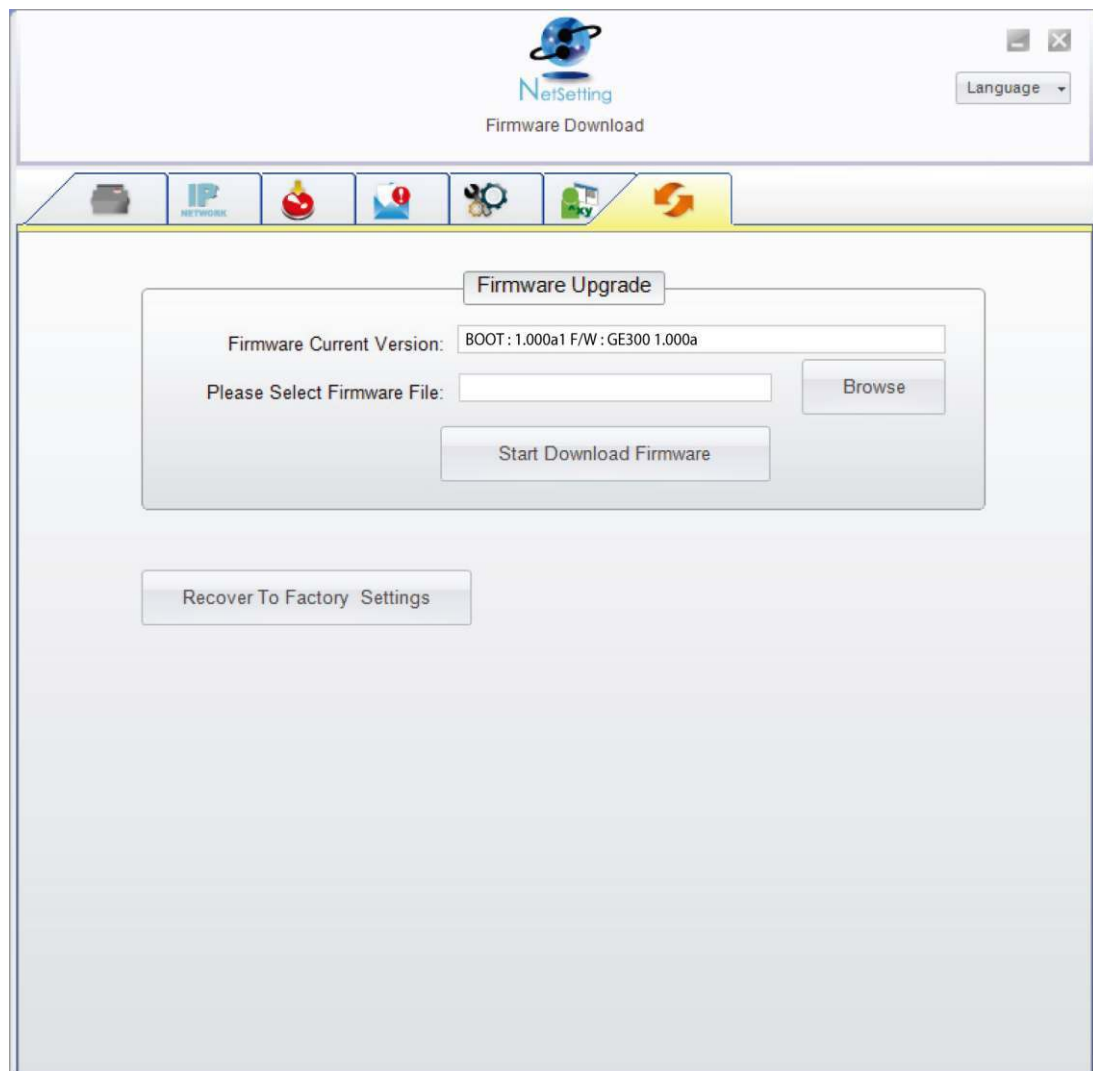 NetSetting
Language
Firmware Download
IP
NETWORK
Firmware Upgrade
Firmware Current Version: BOOT : 1.000a1 F/W : GE300 1.000a
Please Select Firmware File: Browse
Start Download Firmware
Recover To Factory Settings